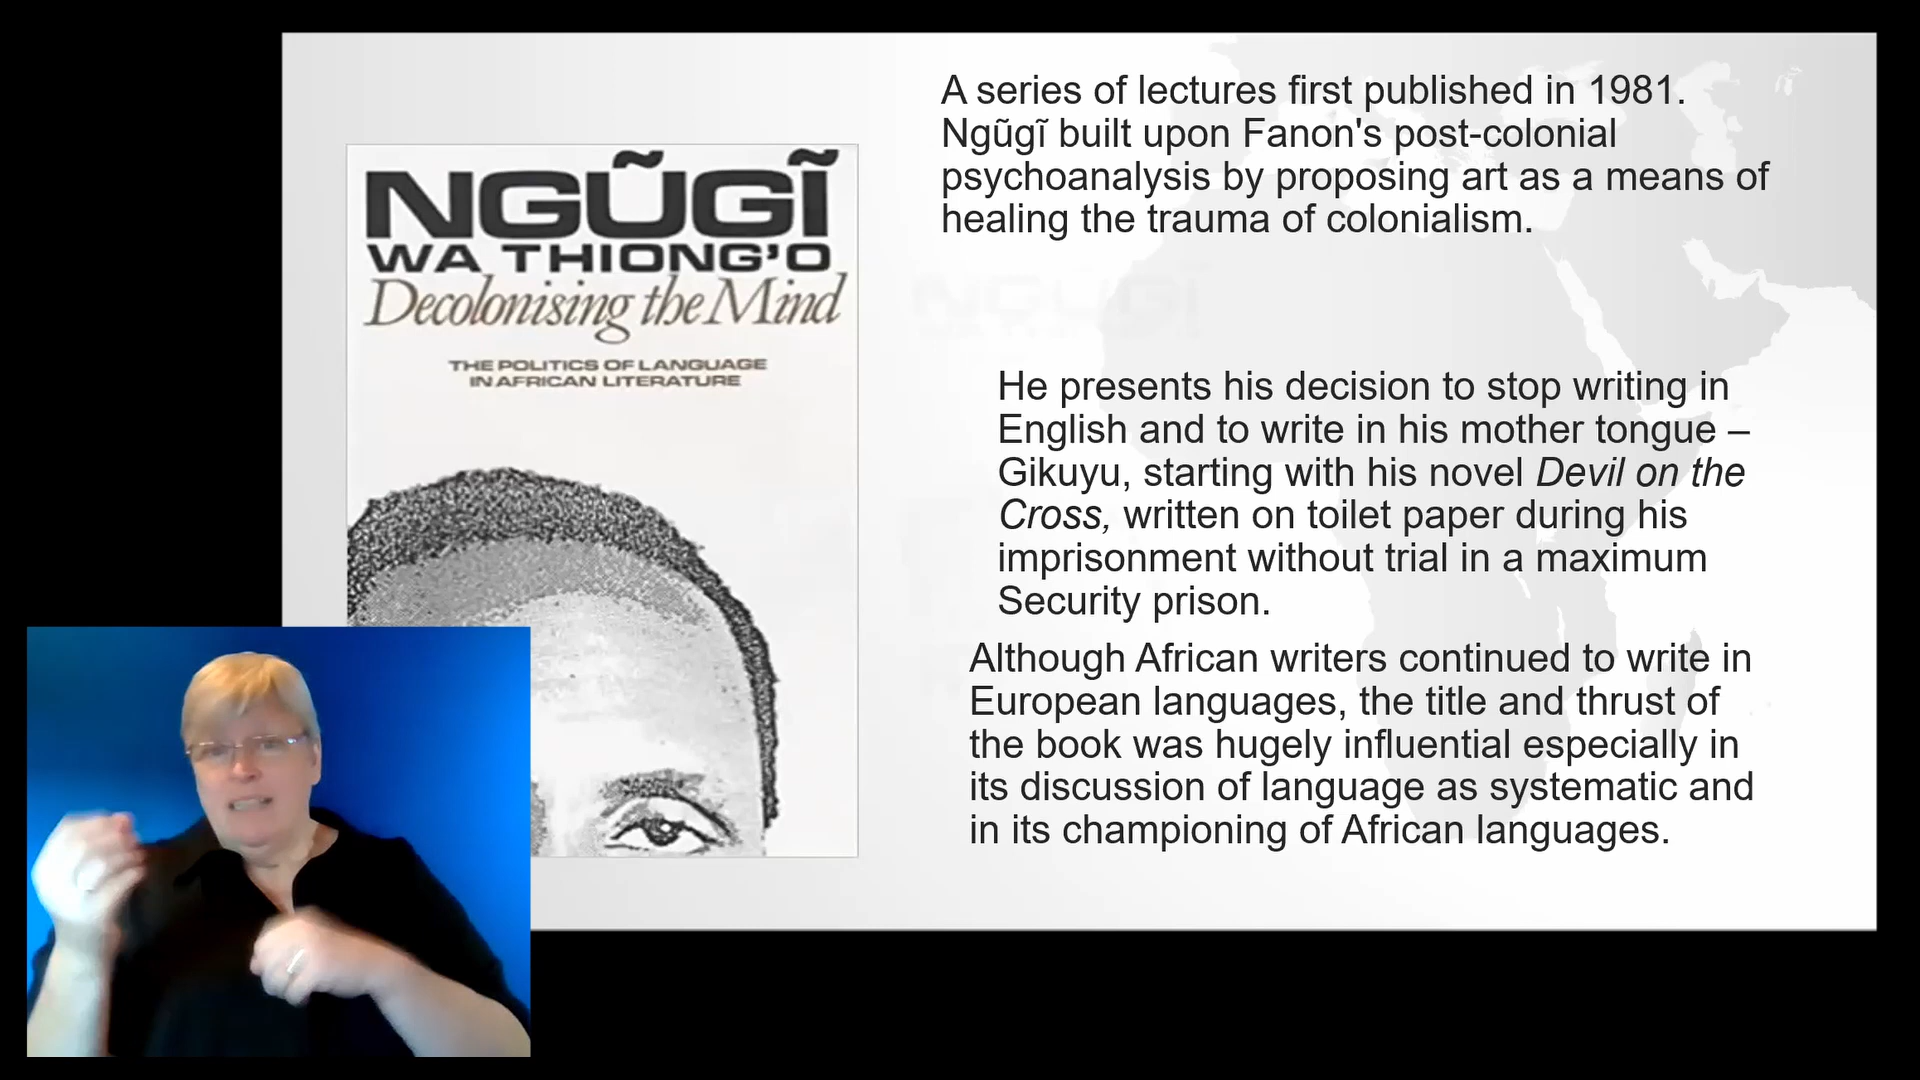 NGŨGĨ
WA THIONG'O
Decolonising the Mind
THE POLITICS OF LANGUAGE
IN AFRICAN LITERATURE
A series of lectures first published in 1981.
Ngũgĩ built upon Fanon's post-colonial
psychoanalysis by proposing art as a means of
healing the trauma of colonialism.
He presents his decision to stop writing in
English and to write in his mother tongue –
Gikuyu, starting with his novel Devil on the
Cross, written on toilet paper during his
imprisonment without trial in a maximum
Security prison.
Although African writers continued to write in
European languages, the title and thrust of
the book was hugely influential especially in
its discussion of language as systematic and
in its championing of African languages.